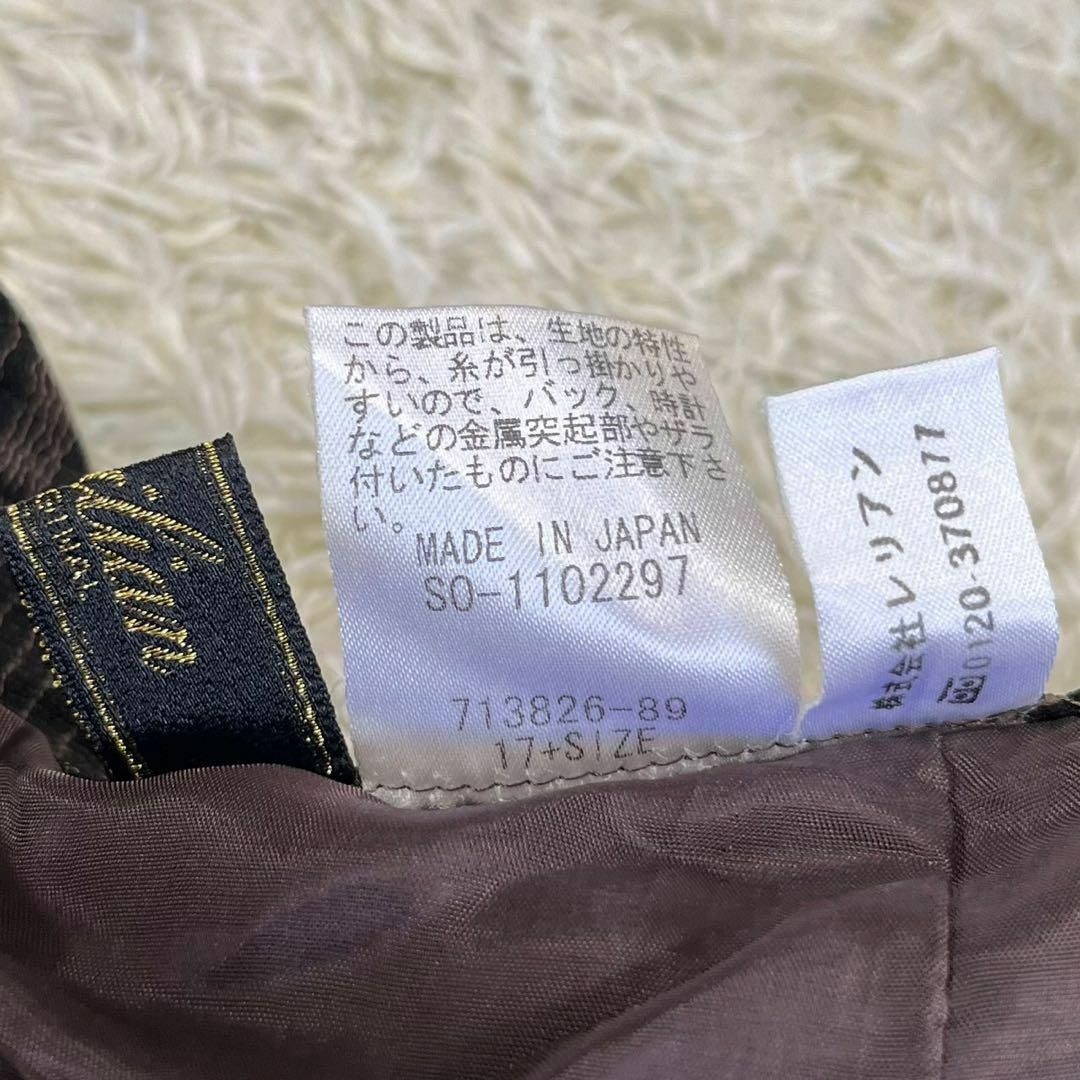 この製品は、生地の特性
から、糸が引っ掛かりや
すいので、バック、時計
などの金属突起部やザラ
付いたものにご注意下さ
い。
MADE IN JAPAN
SO-1102297
713826-89
17+SIZE
株式会社レリアン
0120-370877